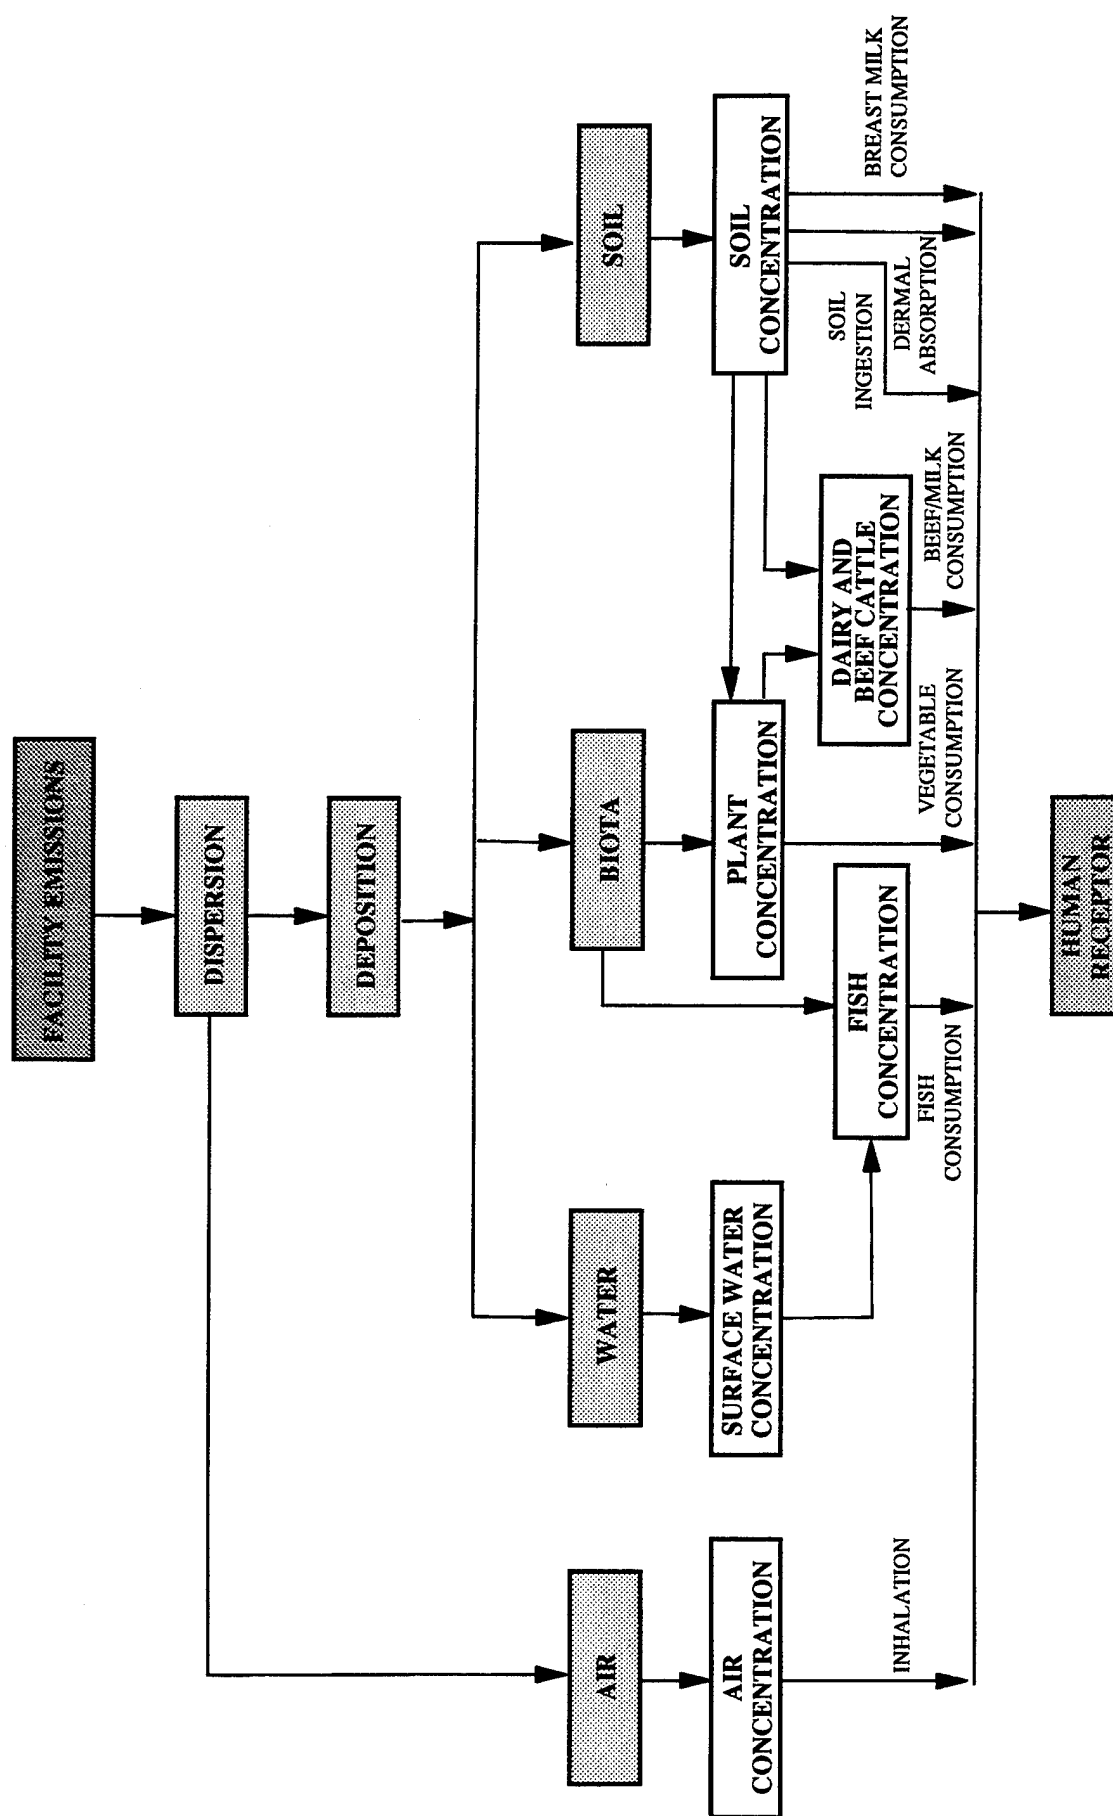 FACILITY EMISSIONS
DISPERSION
DEPOSITION
AIR
WATER
BIOTA
SOIL
AIR
CONCENTRATION
SURFACE WATER
CONCENTRATION
PLANT
CONCENTRATION
SOIL
CONCENTRATION
FISH
CONCENTRATION
DAIRY AND
BEEF CATTLE
CONCENTRATION
INHALATION
FISH
CONSUMPTION
VEGETABLE
CONSUMPTION
BEEF/MILK
CONSUMPTION
SOIL
INGESTION
DERMAL
ABSORPTION
BREAST MILK
CONSUMPTION
HUMAN
RECEPTOR